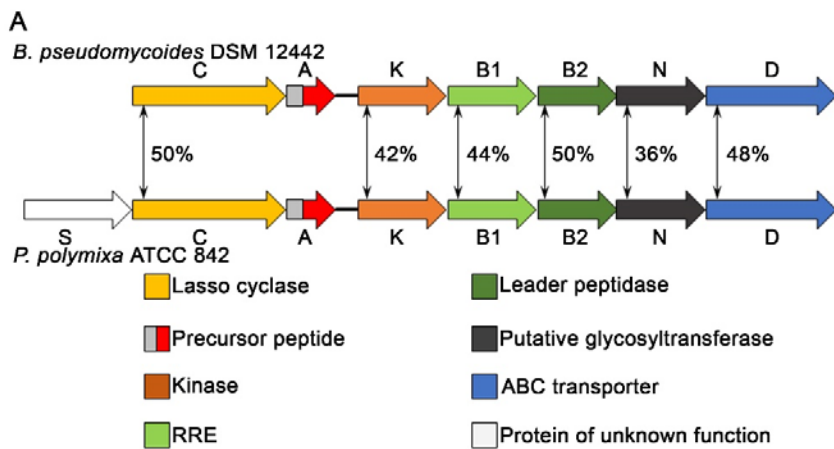 A
B. pseudomycoides DSM 12442
C A K B1 B2 N D
50% 42% 44% 50% 36% 48%
S C A K B1 B2 N D
P. polymixa ATCC 842
Lasso cyclase
Precursor peptide
Kinase
RRE
Leader peptidase
Putative glycosyltransferase
ABC transporter
Protein of unknown function